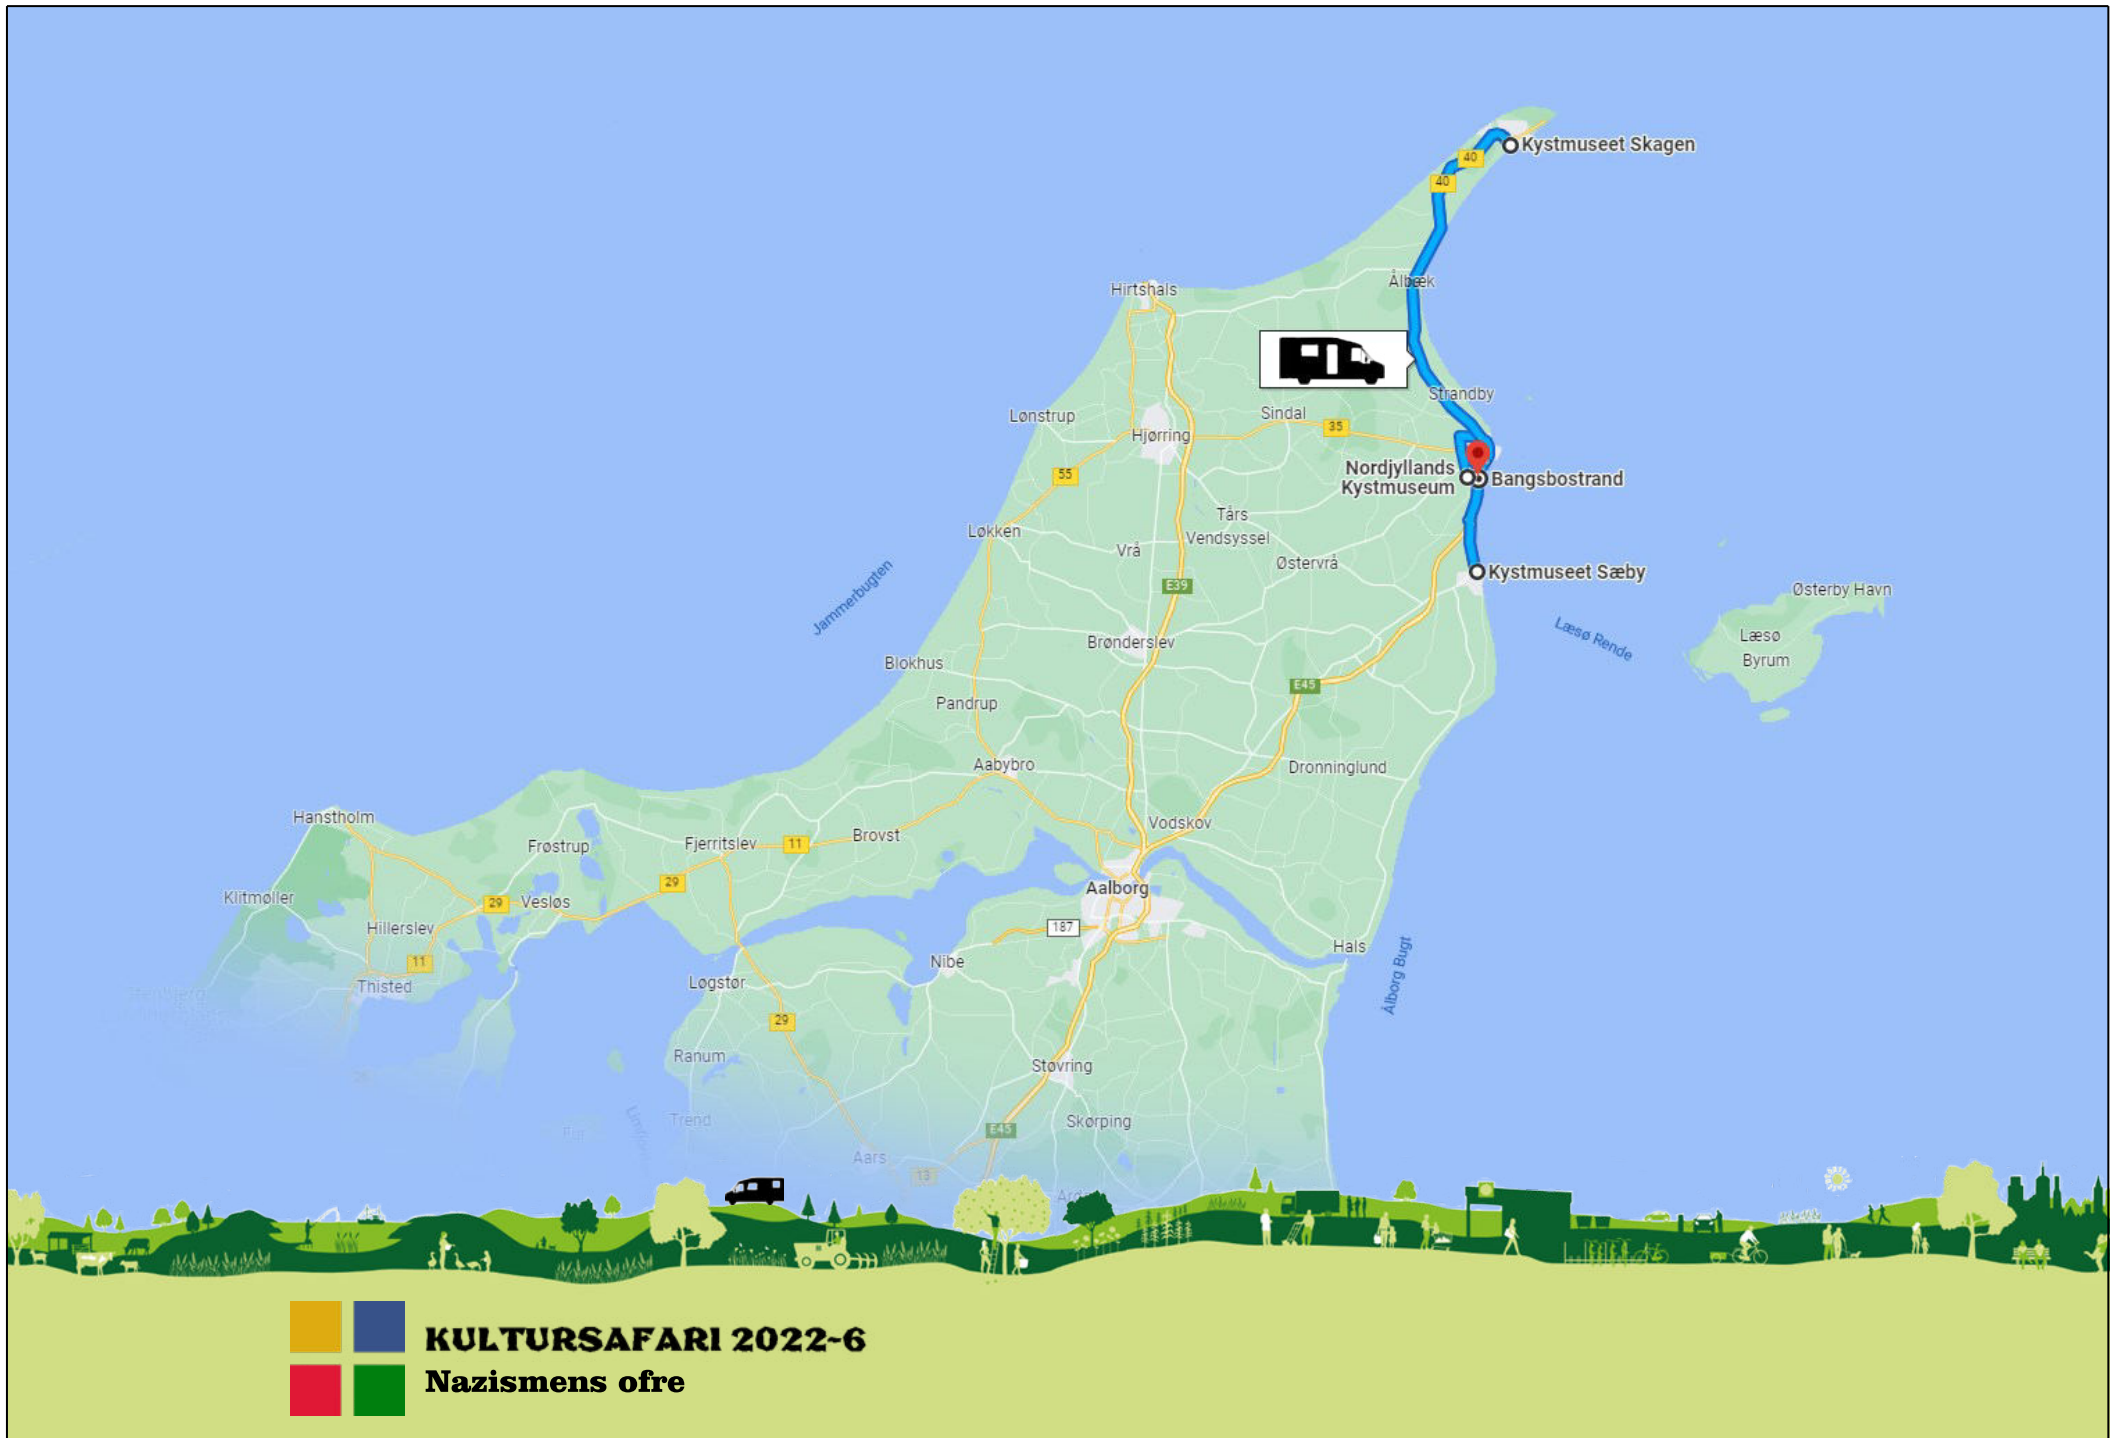 Kystmuseet Skagen
40
40
Ålbæk
Hirtshals
Strandby
Lønstrup
Sindal
35
Hjørring
55
Nordjyllands
Kystmuseum
Bangsbostrand
Tårs
Løkken
Vendsyssel
Vrå
Østervrå
Kystmuseet Sæby
E39
Jammerbugten
Østerby Havn
Læsø Rende
Læsø
Byrum
Brønderslev
Blokhus
E45
Pandrup
Aabybro
Dronninglund
Hanstholm
Vodskov
Brovst
Fjerritslev
11
Frøstrup
29
Aalborg
Klitmøller
29
Vesløs
Hillerslev
187
Hals
11
Nibe
Ålborg Bugt
Løgstør
Thisted
29
Ranum
Støvring
Trend
Skørping
E45
Aars
13
KULTURSAFARI 2022-6
Nazismens ofre